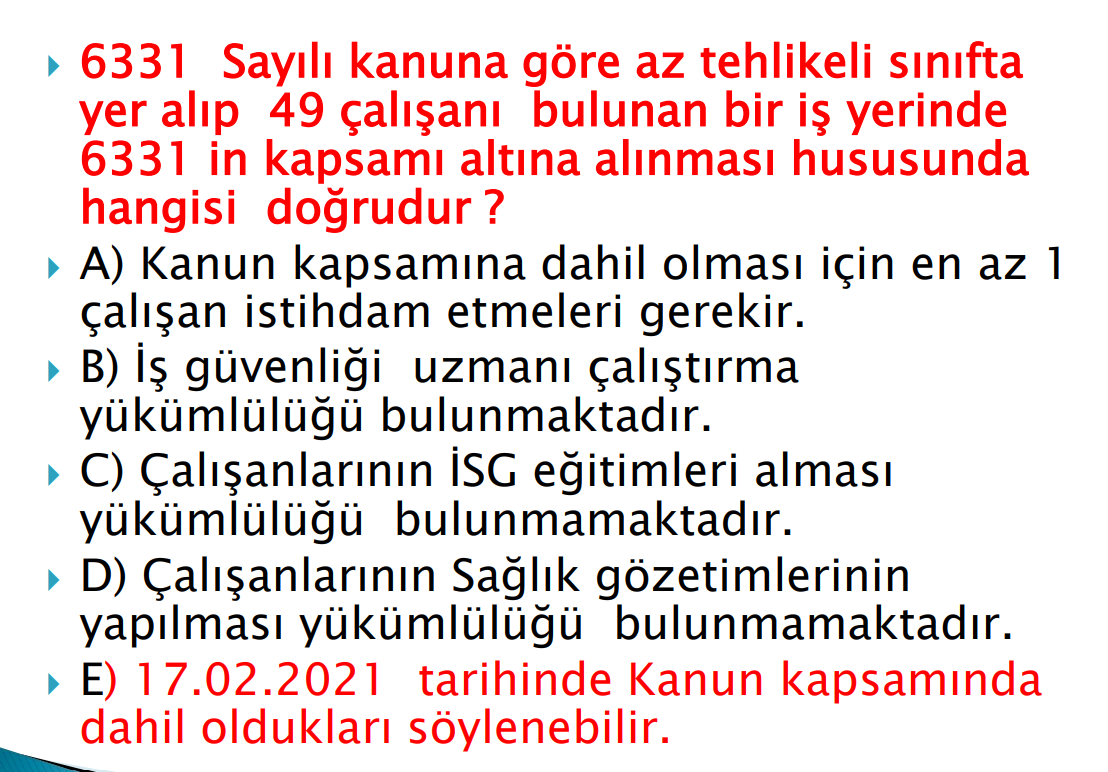 6331 Sayılı kanuna göre az tehlikeli sınıfta
yer alıp 49 çalışanı bulunan bir iş yerinde
6331 in kapsamı altına alınması hususunda
hangisi doğrudur ?
A) Kanun kapsamına dahil olması için en az 1
çalışan istihdam etmeleri gerekir.
B) İş güvenliği uzmanı çalıştırma
yükümlülüğü bulunmaktadır.
C) Çalışanlarının İSG eğitimleri alması
yükümlülüğü bulunmamaktadır.
D) Çalışanlarının Sağlık gözetimlerinin
yapılması yükümlülüğü bulunmamaktadır.
E) 17.02.2021 tarihinde Kanun kapsamında
dahil oldukları söylenebilir.